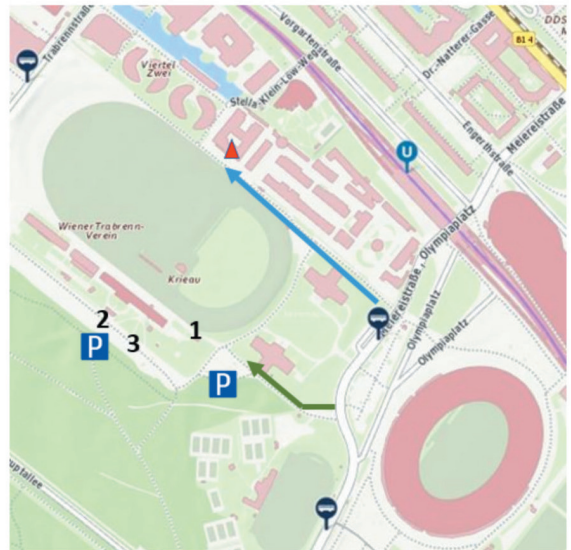 DDS
Vorgartenstraße
Dr.-Natterer-Gasse
B14
Trabrennstraße
Viertel
Zwei
Stella-Klein-Löw-Weg
Engerthstraße
Meiereistraße
U
Wiener Trabrenn-
Verein
Krieau
Meiereistraße, Olympiaplatz
Olympiaplatz
Olympiaplatz
2
1
3
P
P
uptallee